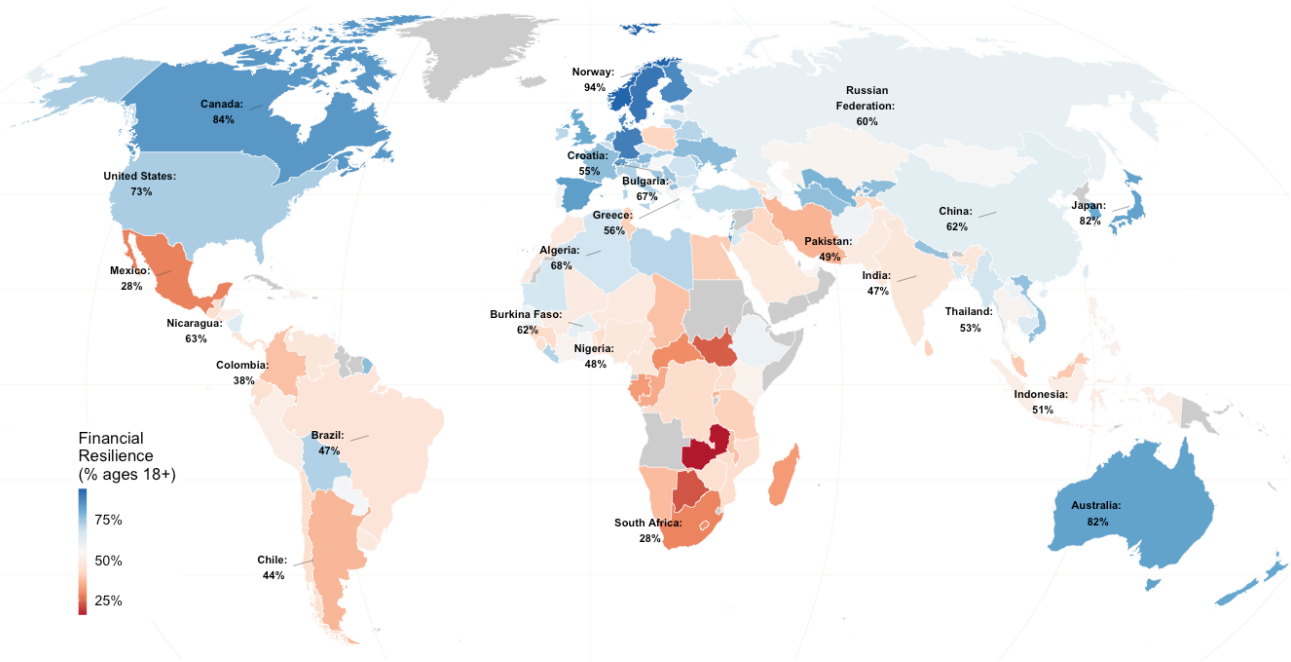 Norway:
94%
Canada:
84%
Russian
Federation:
60%
Croatia:
55%
United States:
73%
Bulgaria:
67%
Greece:
56%
China:
62%
Japan:
82%
Algeria:
68%
Pakistan:
49%
Mexico:
28%
India:
47%
Burkina Faso:
62%
Thailand:
53%
Nicaragua:
63%
Nigeria:
48%
Colombia:
38%
Indonesia:
51%
Brazil:
47%
Financial
Resilience
(% ages 18+)
75%
50%
25%
Australia:
82%
South Africa:
28%
Chile:
44%